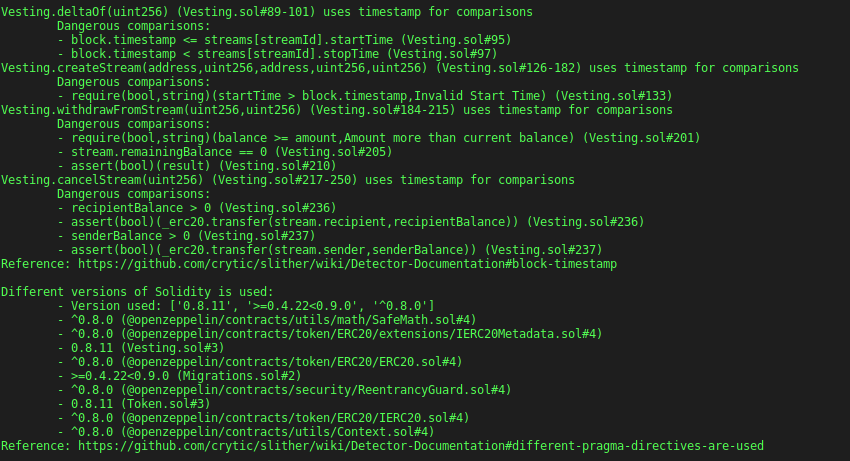 Vesting.deltaOf(uint256) (Vesting.sol#89-101) uses timestamp for comparisons
        Dangerous comparisons:
        - block.timestamp <= streams[streamId].startTime (Vesting.sol#95)
        - block.timestamp < streams[streamId].stopTime (Vesting.sol#97)
Vesting.createStream(address,uint256,address,uint256,uint256) (Vesting.sol#126-182) uses timestamp for comparisons
        Dangerous comparisons:
        - require(bool,string)(startTime > block.timestamp,Invalid Start Time) (Vesting.sol#133)
Vesting.withdrawFromStream(uint256,uint256) (Vesting.sol#184-215) uses timestamp for comparisons
        Dangerous comparisons:
        - require(bool,string)(balance >= amount,Amount more than current balance) (Vesting.sol#201)
        - stream.remainingBalance == 0 (Vesting.sol#205)
        - assert(bool)(result) (Vesting.sol#210)
Vesting.cancelStream(uint256) (Vesting.sol#217-250) uses timestamp for comparisons
        Dangerous comparisons:
        - recipientBalance > 0 (Vesting.sol#236)
        - assert(bool)(_erc20.transfer(stream.recipient,recipientBalance)) (Vesting.sol#236)
        - senderBalance > 0 (Vesting.sol#237)
        - assert(bool)(_erc20.transfer(stream.sender,senderBalance)) (Vesting.sol#237)
Reference: https://github.com/crytic/slither/wiki/Detector-Documentation#block-timestamp

Different versions of Solidity is used:
        - Version used: ['0.8.11', '>=0.4.22<0.9.0', '^0.8.0']
        - ^0.8.0 (@openzeppelin/contracts/utils/math/SafeMath.sol#4)
        - ^0.8.0 (@openzeppelin/contracts/token/ERC20/extensions/IERC20Metadata.sol#4)
        - 0.8.11 (Vesting.sol#3)
        - ^0.8.0 (@openzeppelin/contracts/token/ERC20/ERC20.sol#4)
        - >=0.4.22<0.9.0 (Migrations.sol#2)
        - ^0.8.0 (@openzeppelin/contracts/security/ReentrancyGuard.sol#4)
        - 0.8.11 (Token.sol#3)
        - ^0.8.0 (@openzeppelin/contracts/token/ERC20/IERC20.sol#4)
        - ^0.8.0 (@openzeppelin/contracts/utils/Context.sol#4)
Reference: https://github.com/crytic/slither/wiki/Detector-Documentation#different-pragma-directives-are-used